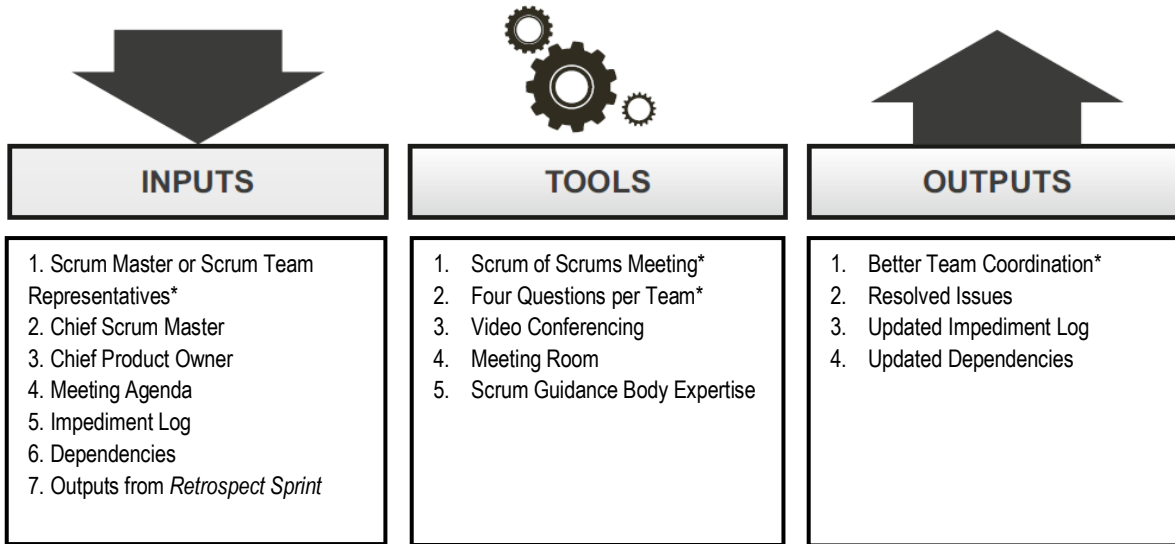 INPUTS
1. Scrum Master or Scrum Team
Representatives*
2. Chief Scrum Master
3. Chief Product Owner
4. Meeting Agenda
5. Impediment Log
6. Dependencies
7. Outputs from Retrospect Sprint
TOOLS
1. Scrum of Scrums Meeting*
2. Four Questions per Team*
3. Video Conferencing
4. Meeting Room
5. Scrum Guidance Body Expertise
OUTPUTS
1. Better Team Coordination*
2. Resolved Issues
3. Updated Impediment Log
4. Updated Dependencies